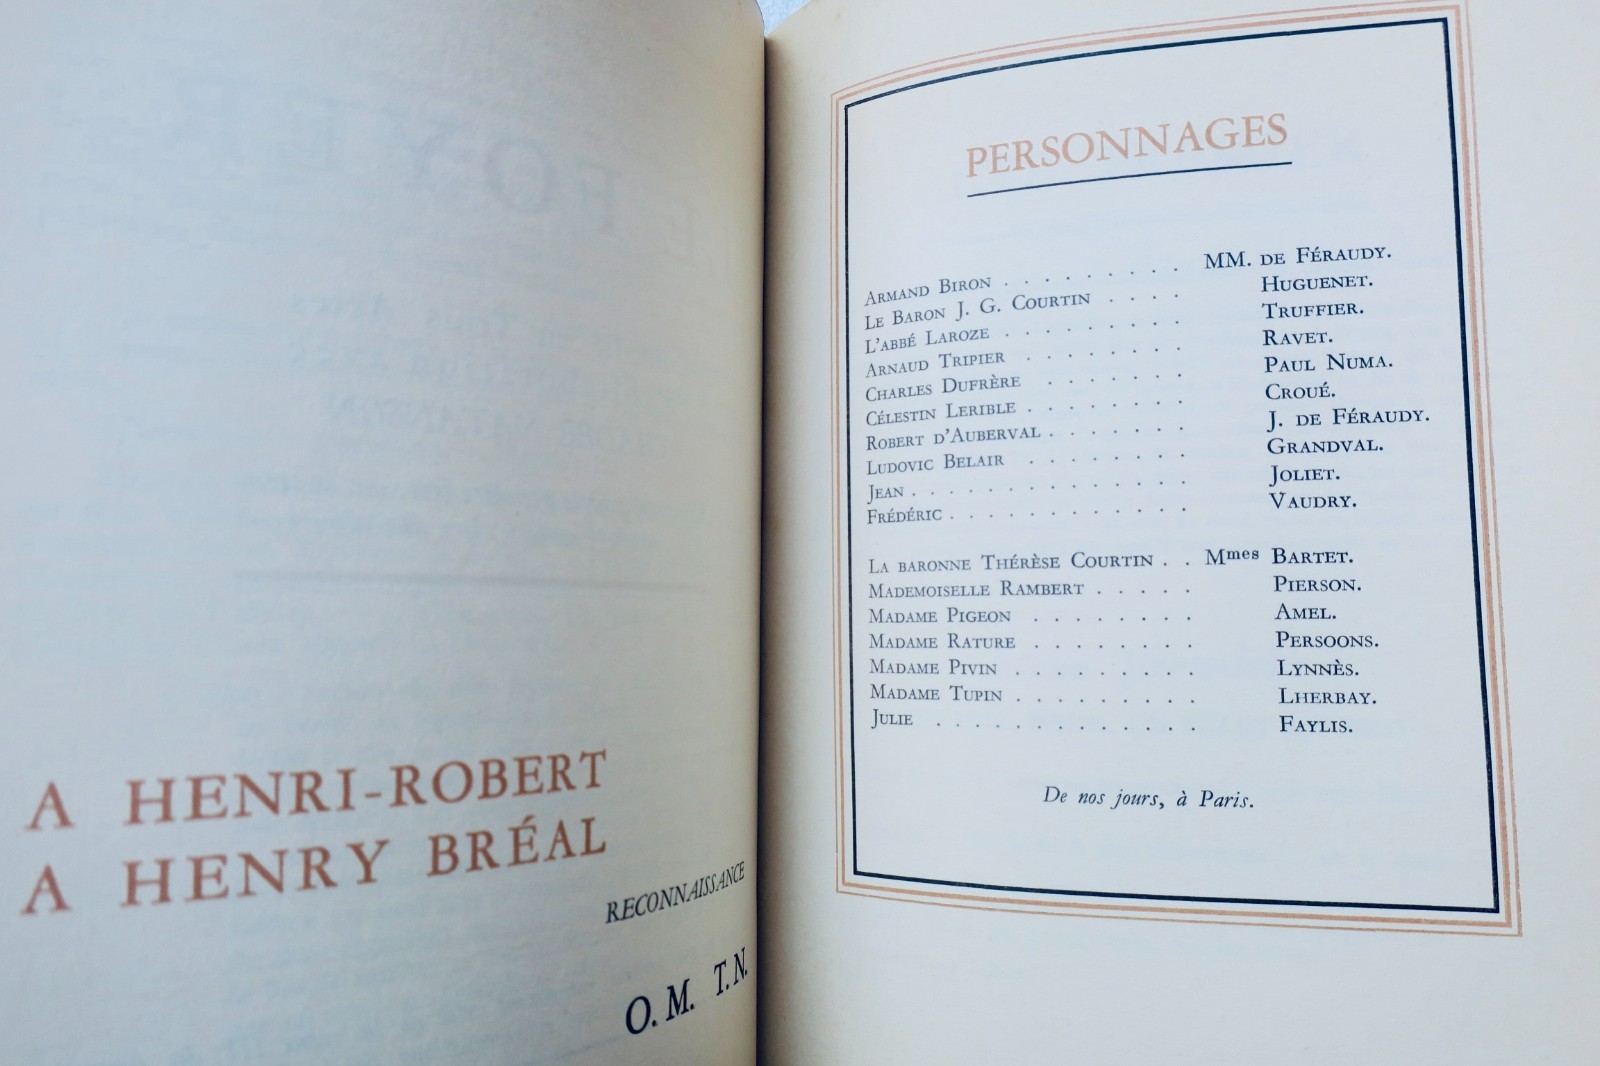 A HENRI-ROBERT
A HENRY BRÉAL
RECONNAISSANCE
O. M. T. N.
PERSONNAGES
ARMAND BIRON . . . . . . . . MM. DE FÉRAUDY.
LE BARON J. G. COURTIN . . . . HUGUENET.
L'ABBÉ LAROZE . . . . . . . . TRUFFIER.
ARNAUD TRIPIER . . . . . . . RAVET.
CHARLES DUFRÈRE . . . . . . PAUL NUMA.
CÉLESTIN LERIBLE . . . . . . . CROUÉ.
ROBERT D'AUBERVAL . . . . . . J. DE FÉRAUDY.
LUDOVIC BELAIR . . . . . . . GRANDVAL.
JEAN . . . . . . . . . . . . JOLIET.
FRÉDÉRIC . . . . . . . . . . VAUDRY.
LA BARONNE THÉRÈSE COURTIN . . Mmes BARTET.
MADEMOISELLE RAMBERT . . . . . PIERSON.
MADAME PIGEON . . . . . . . AMEL.
MADAME RATURE . . . . . . . PERSOONS.
MADAME PIVIN . . . . . . . . LYNNÈS.
MADAME TUPIN . . . . . . . . LHERBAY.
JULIE . . . . . . . . . . . FAYLIS.
De nos jours, à Paris.